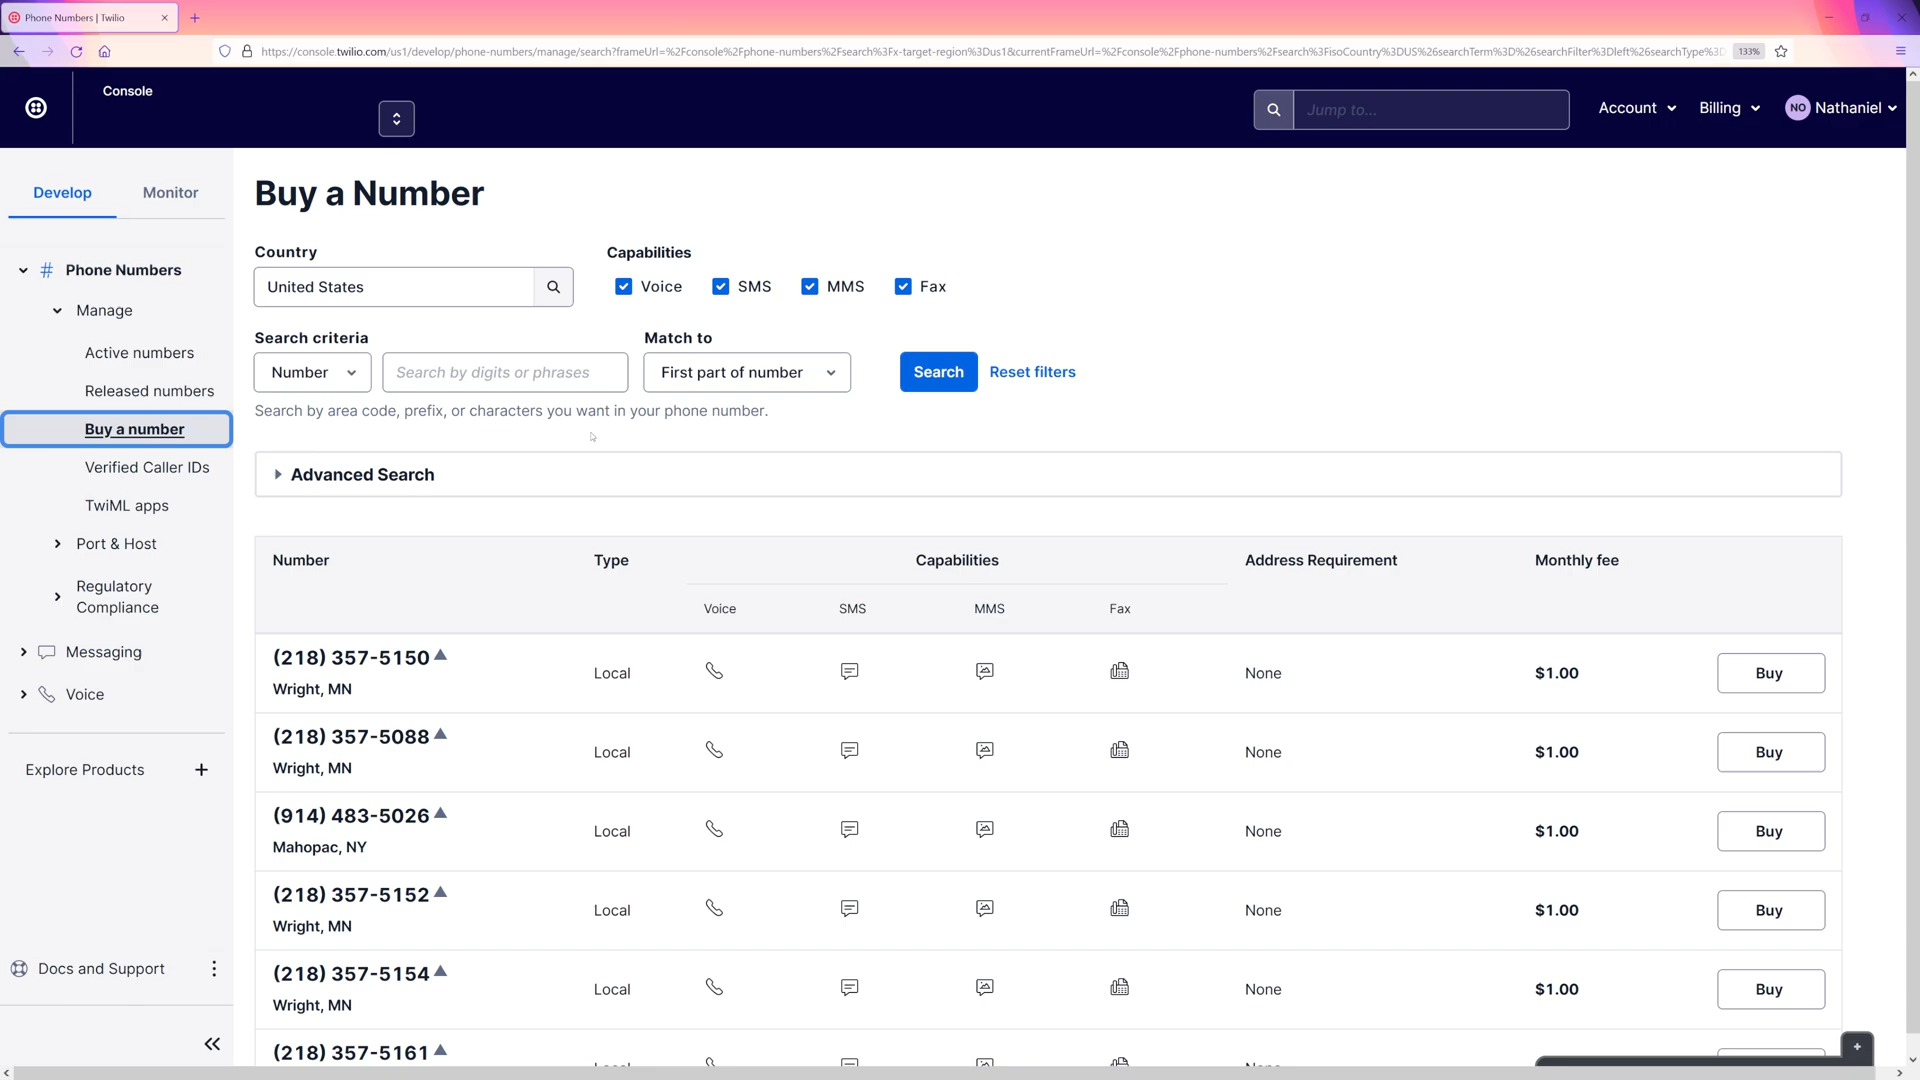 Phone Numbers | Twilio
https://console.twilio.com/us1/develop/phone-numbers/manage/search?frameUrl=%2Fconsole%2Fphone-numbers%2Fsearch%3Fx-target-region%3Dus1&currentFrameUrl=%2Fconsole%2Fphone-numbers%2Fsearch%3FisoCountry%3DUS%26searchTerm%3D%26searchFilter%3Dleft%26searchType%3D
133%
Console
Jump to...
Account
Billing
NO Nathaniel
Develop
Monitor
Phone Numbers
Manage
Active numbers
Released numbers
Buy a number
Verified Caller IDs
TwiML apps
Port & Host
Regulatory
Compliance
Messaging
Voice
Explore Products
Docs and Support
Buy a Number
Country
Capabilities
United States
Voice
SMS
MMS
Fax
Search criteria
Match to
Number
Search by digits or phrases
First part of number
Search
Reset filters
Search by area code, prefix, or characters you want in your phone number.
Advanced Search
Number Type Capabilities Address Requirement Monthly fee
Voice SMS MMS Fax
(218) 357-5150
Wright, MN
Local None $1.00 Buy
(218) 357-5088
Wright, MN
Local None $1.00 Buy
(914) 483-5026
Mahopac, NY
Local None $1.00 Buy
(218) 357-5152
Wright, MN
Local None $1.00 Buy
(218) 357-5154
Wright, MN
Local None $1.00 Buy
(218) 357-5161